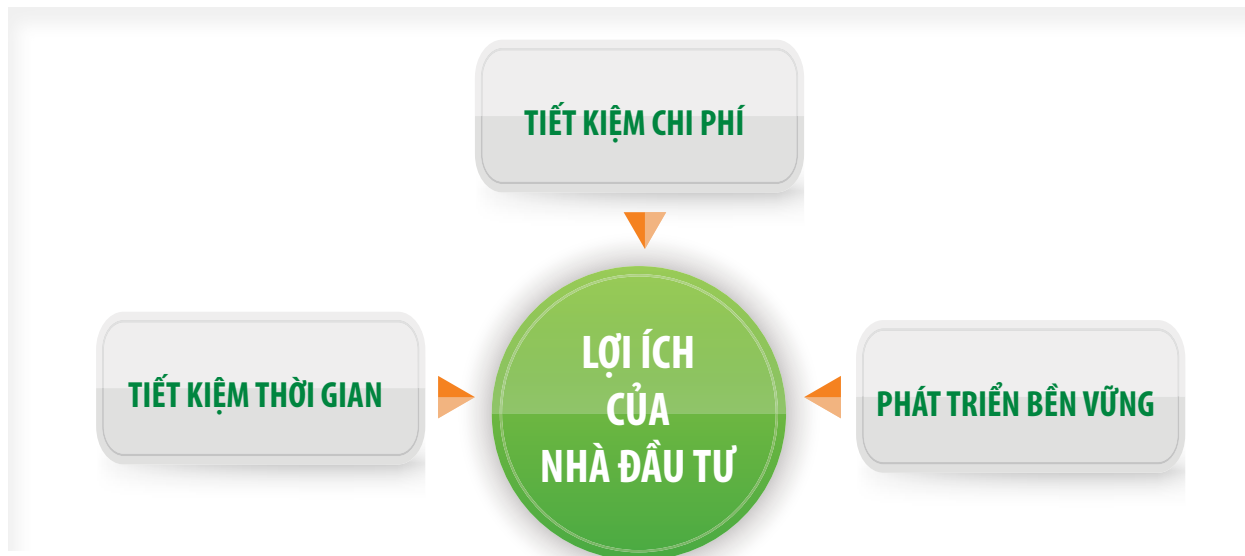 TIẾT KIỆM CHI PHÍ
TIẾT KIỆM THỜI GIAN
LỢI ÍCH
CỦA
NHÀ ĐẦU TƯ
PHÁT TRIỂN BỀN VỮNG